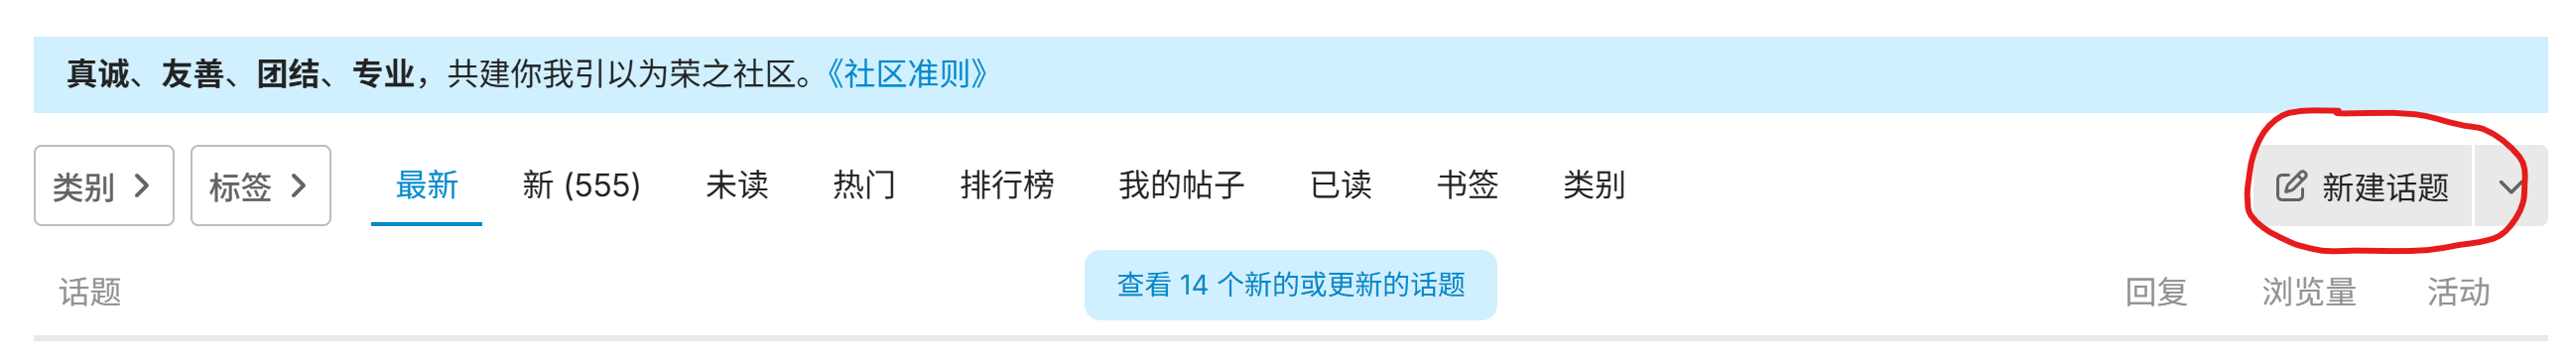 真诚、友善、团结、专业，共建你我引以为荣之社区。《社区准则》
类别 标签 最新 新 (555) 未读 热门 排行榜 我的帖子 已读 书签 类别 新建话题
查看 14 个新的或更新的话题
话题 回复 浏览量 活动